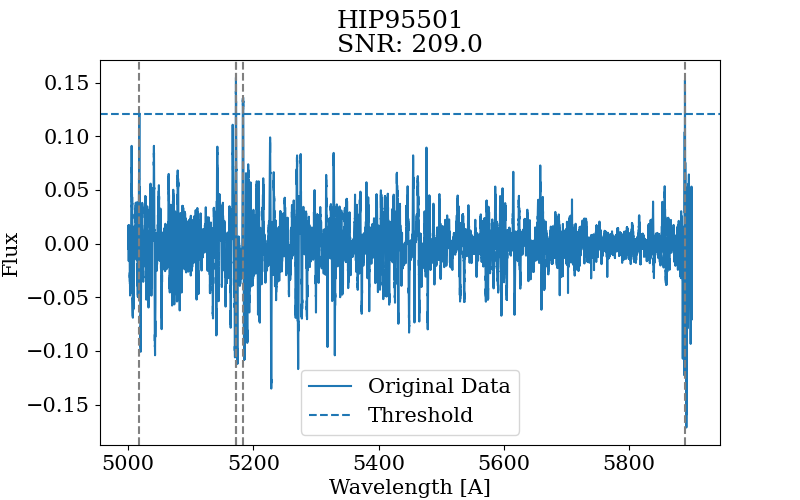 HIP95501
SNR: 209.0
0.15
0.10
0.05
0.00
−0.05
−0.10
−0.15
Flux
Original Data
Threshold
5000 5200 5400 5600 5800
Wavelength [A]